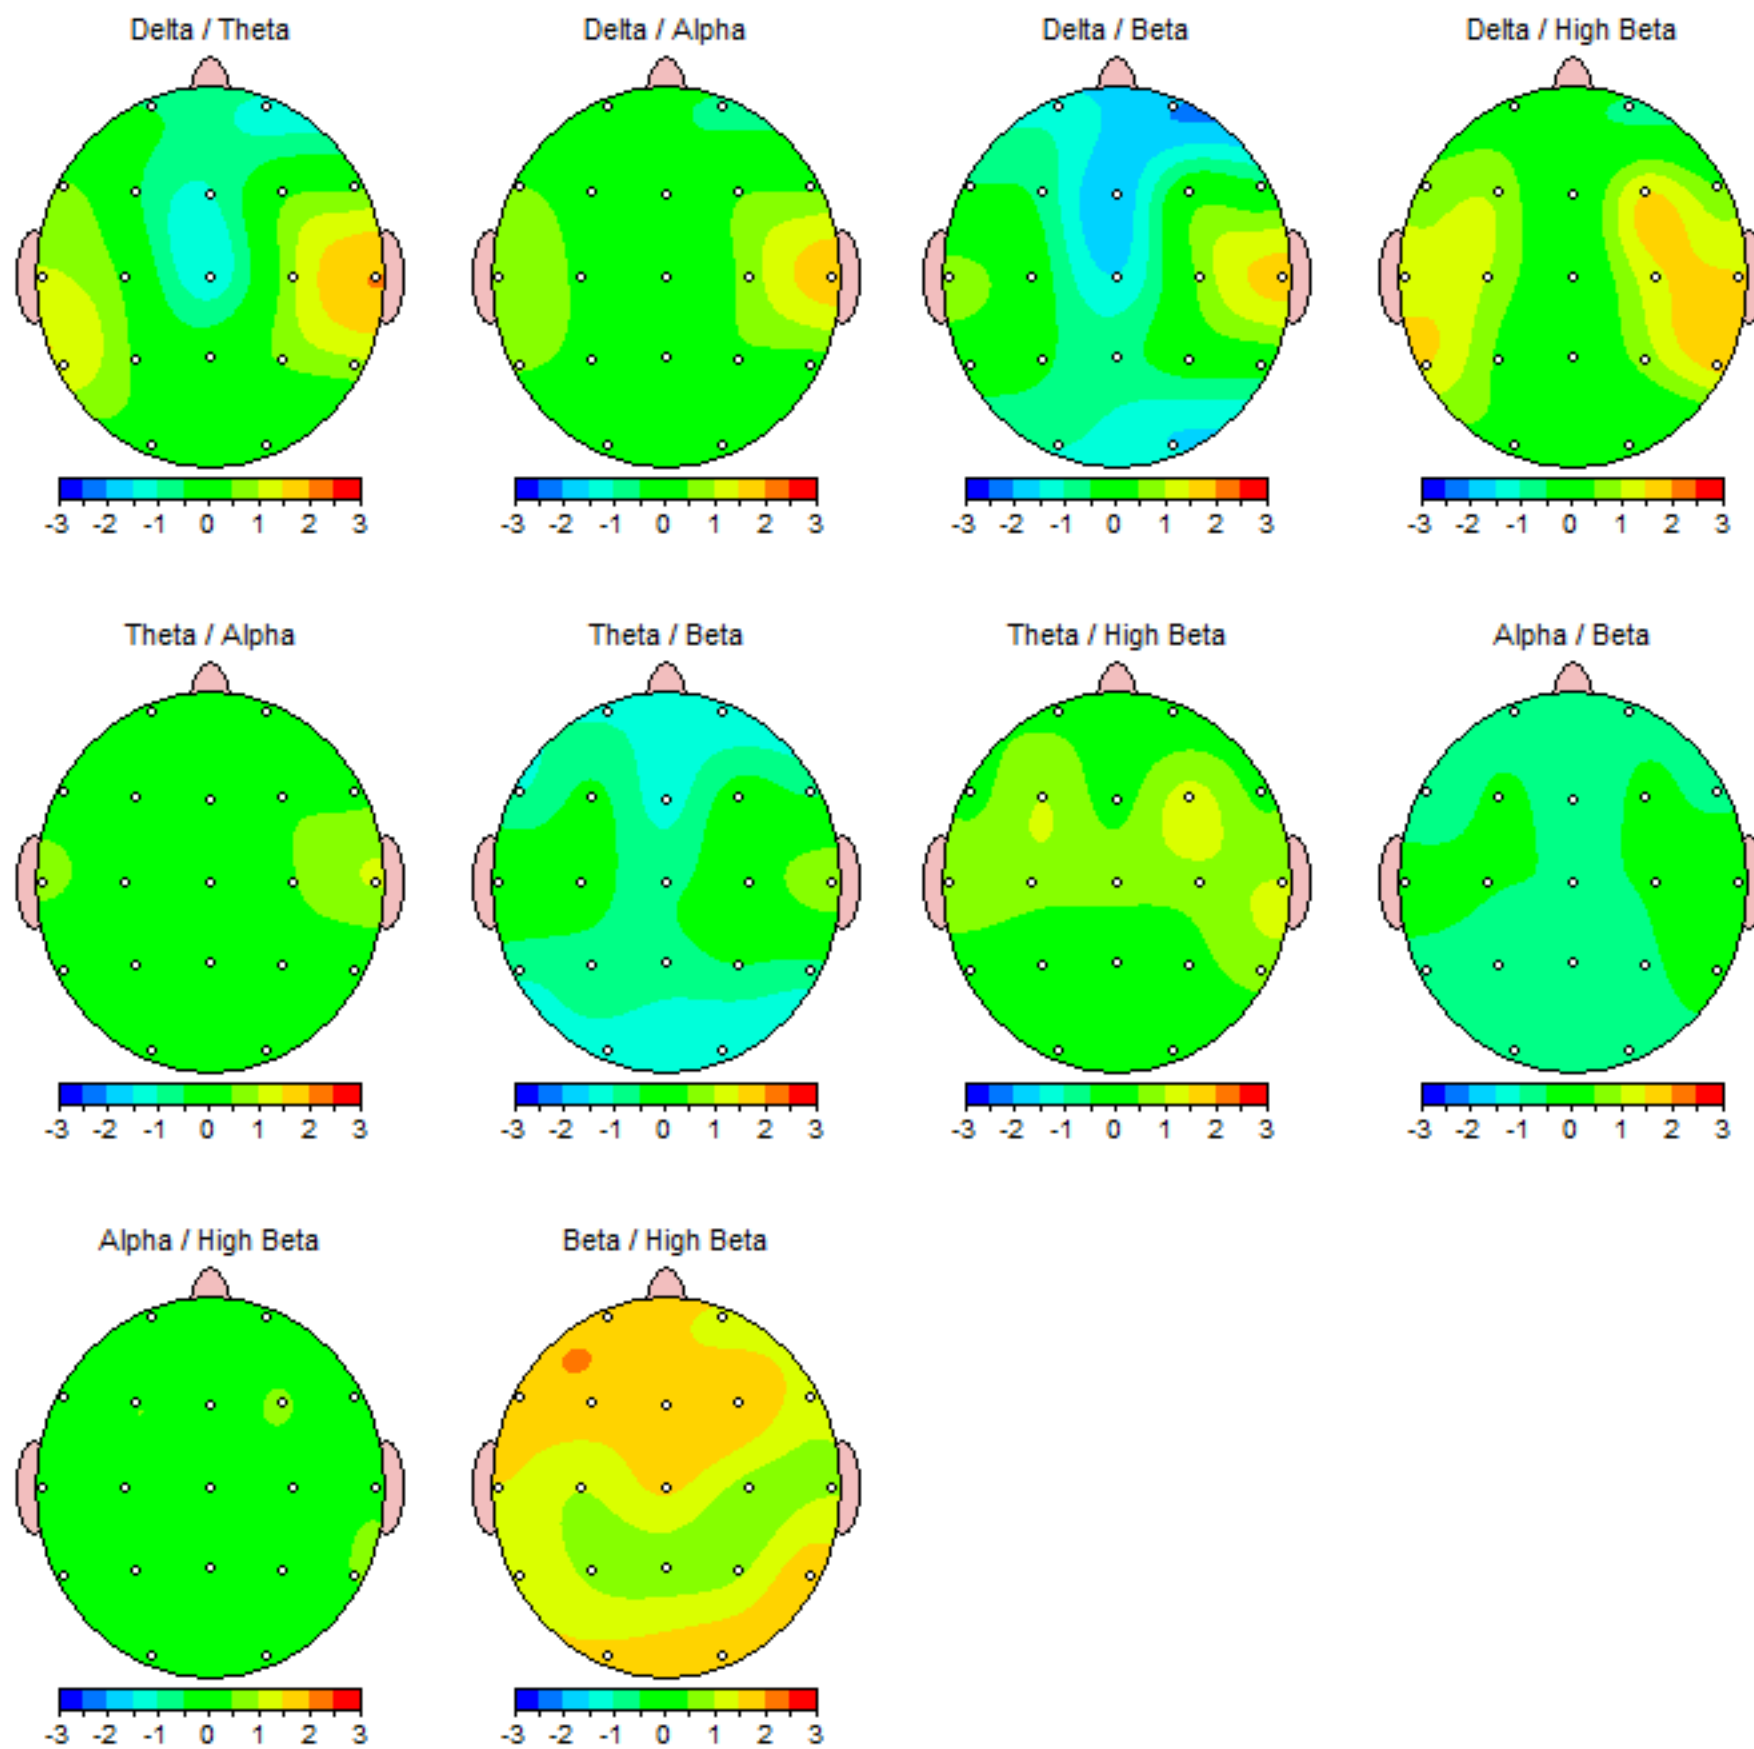 Delta / Theta
Delta / Alpha
Delta / Beta
Delta / High Beta
-3 -2 -1 0 1 2 3
-3 -2 -1 0 1 2 3
-3 -2 -1 0 1 2 3
-3 -2 -1 0 1 2 3
Theta / Alpha
Theta / Beta
Theta / High Beta
Alpha / Beta
-3 -2 -1 0 1 2 3
-3 -2 -1 0 1 2 3
-3 -2 -1 0 1 2 3
-3 -2 -1 0 1 2 3
Alpha / High Beta
Beta / High Beta
-3 -2 -1 0 1 2 3
-3 -2 -1 0 1 2 3